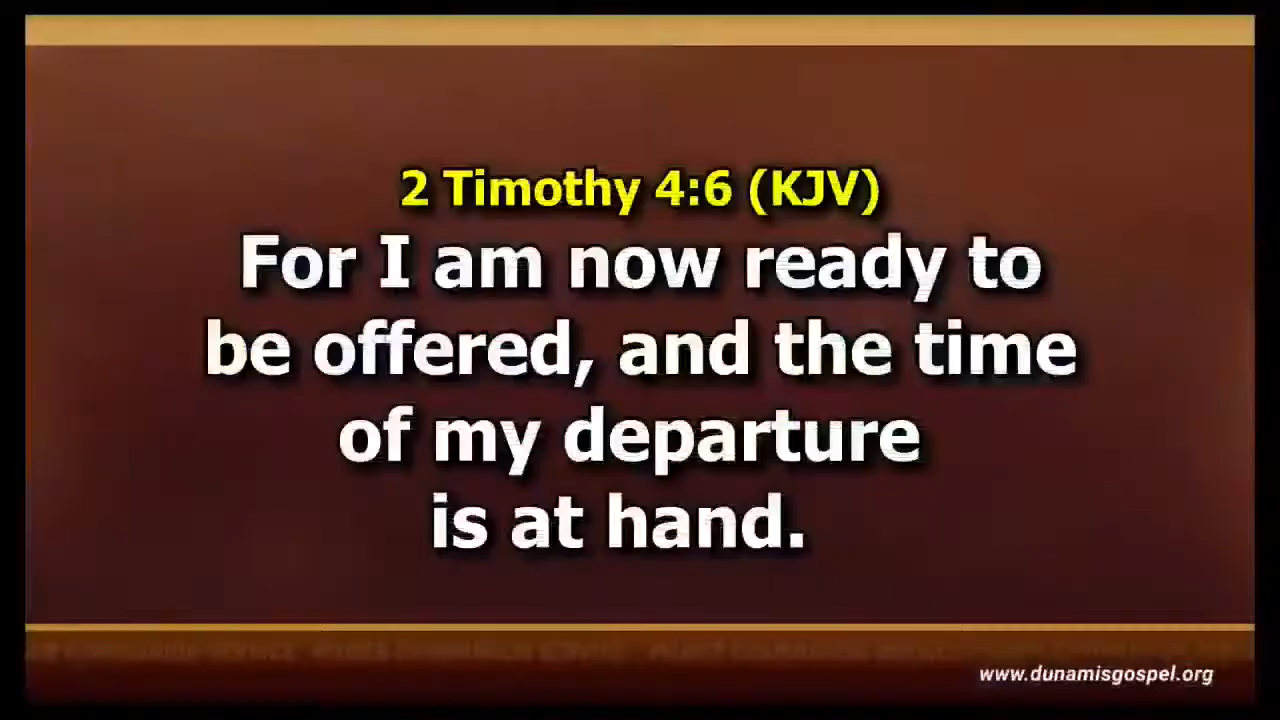 2 Timothy 4:6 (KJV)
For I am now ready to
be offered, and the time
of my departure
is at hand.
www.dunamisgospel.org